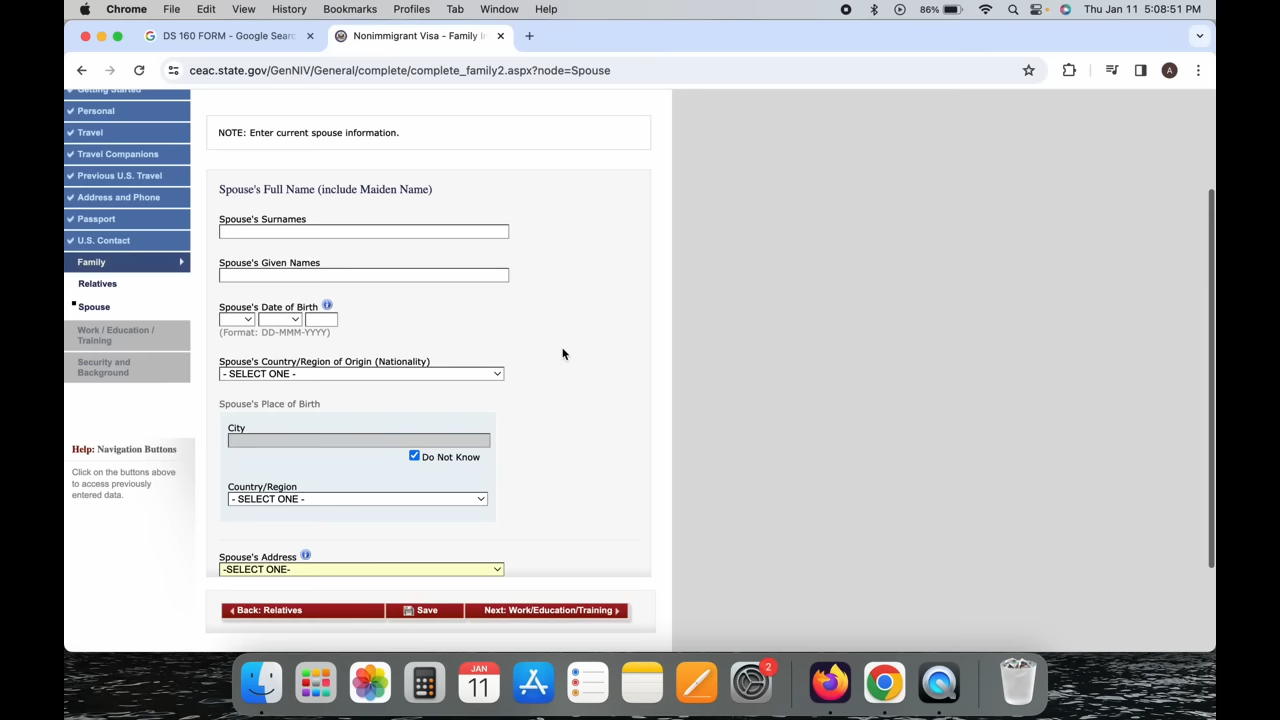 Chrome File Edit View History Bookmarks Profiles Tab Window Help 86% Thu Jan 11 5:08:51 PM
DS 160 FORM - Google Sear
Nonimmigrant Visa - Family I
ceac.state.gov/GenNIV/General/complete/complete_family2.aspx?node=Spouse
A
Getting Started
Personal
Travel
Travel Companions
Previous U.S. Travel
Address and Phone
Passport
U.S. Contact
Family
Relatives
Spouse
Work / Education /
Training
Security and
Background
Help: Navigation Buttons
Click on the buttons above
to access previously
entered data.
NOTE: Enter current spouse information.
Spouse's Full Name (include Maiden Name)
Spouse's Surnames
Spouse's Given Names
Spouse's Date of Birth
(Format: DD-MMM-YYYY)
Spouse's Country/Region of Origin (Nationality)
- SELECT ONE -
Spouse's Place of Birth
City
Do Not Know
Country/Region
- SELECT ONE -
Spouse's Address
-SELECT ONE-
Back: Relatives
Save
Next: Work/Education/Training
JAN
11
2